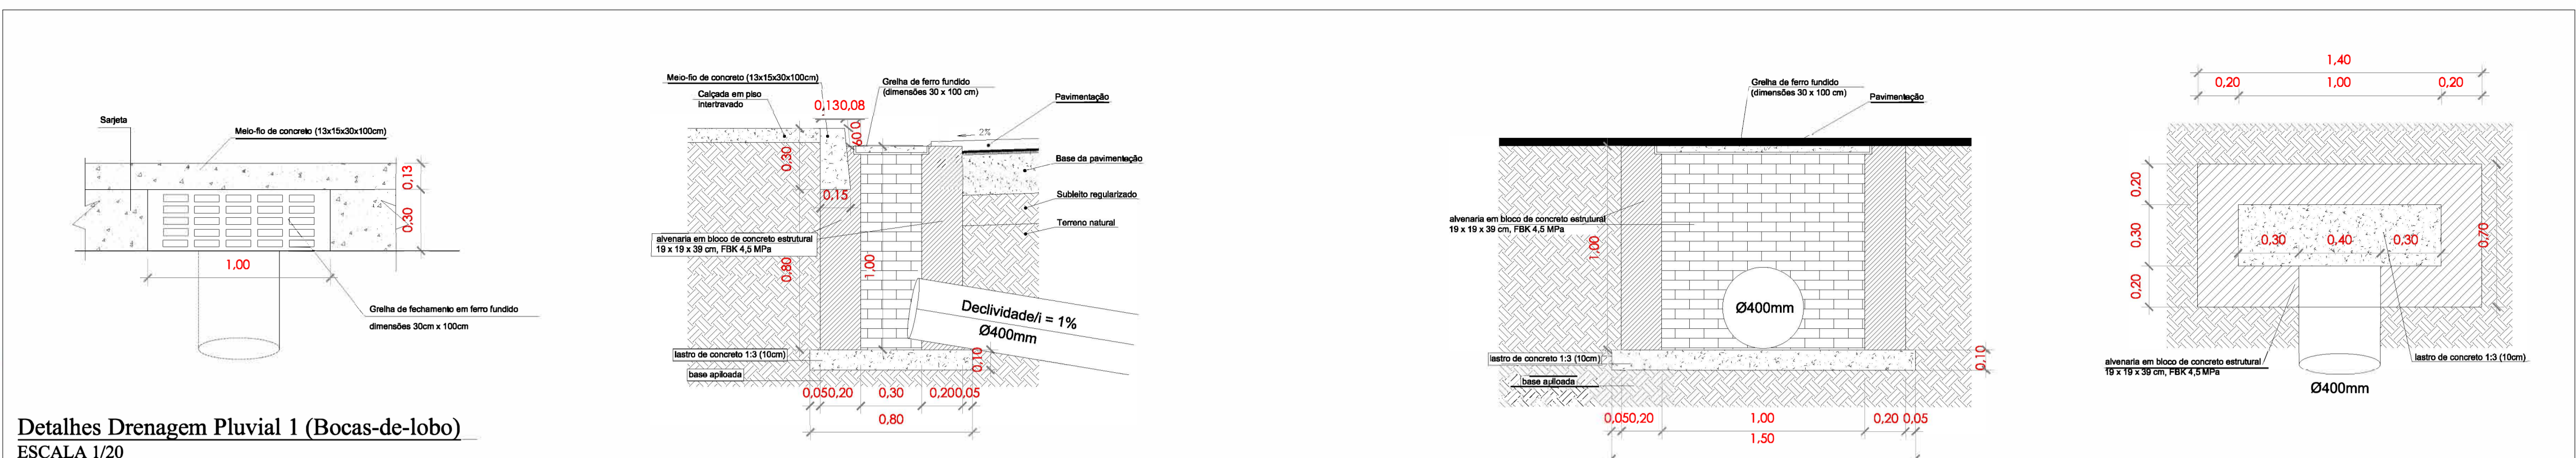 Sarjeta
Meio-fio de concreto (13x15x30x100cm)
0,13
0,30
1,00
Grelha de fechamento em ferro fundido
dimensões 30cm x 100cm
Detalhes Drenagem Pluvial 1 (Bocas-de-lobo)
ESCALA 1/20
Meio-fio de concreto (13x15x30x100cm)
Calçada em piso
intertravado
Grelha de ferro fundido
(dimensões 30 x 100 cm)
Pavimentação
0,130,08
0,09
2%
0,30
0,15
Base da pavimentação
Subleito regularizado
Terreno natural
alvenaria em bloco de concreto estrutural
19 x 19 x 39 cm, FBK 4,5 MPa
0,80
1,00
Declividade/i = 1%
Ø400mm
lastro de concreto 1:3 (10cm)
0,10
base apiloada
0,050,20
0,30
0,200,05
0,80
Grelha de ferro fundido
(dimensões 30 x 100 cm)
Pavimentação
alvenaria em bloco de concreto estrutural
19 x 19 x 39 cm, FBK 4,5 MPa
1,00
Ø400mm
lastro de concreto 1:3 (10cm)
0,10
base apiloada
0,050,20
1,00
0,20 0,05
1,50
1,40
0,20
1,00
0,20
0,20
0,30
0,20
0,30
0,40
0,30
0,70
alvenaria em bloco de concreto estrutural
19 x 19 x 39 cm, FBK 4,5 MPa
lastro de concreto 1:3 (10cm)
Ø400mm